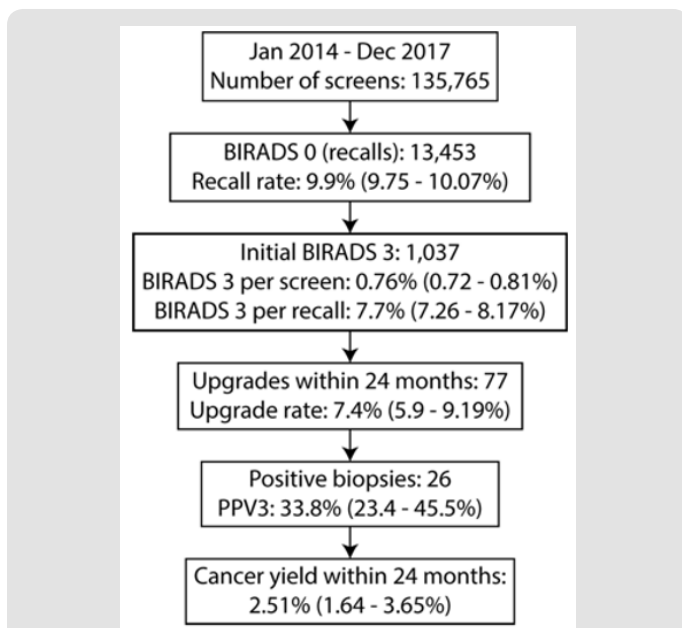 Jan 2014 - Dec 2017
Number of screens: 135,765
BIRADS 0 (recalls): 13,453
Recall rate: 9.9% (9.75 - 10.07%)
Initial BIRADS 3: 1,037
BIRADS 3 per screen: 0.76% (0.72 - 0.81%)
BIRADS 3 per recall: 7.7% (7.26 - 8.17%)
Upgrades within 24 months: 77
Upgrade rate: 7.4% (5.9 - 9.19%)
Positive biopsies: 26
PPV3: 33.8% (23.4 - 45.5%)
Cancer yield within 24 months:
2.51% (1.64 - 3.65%)